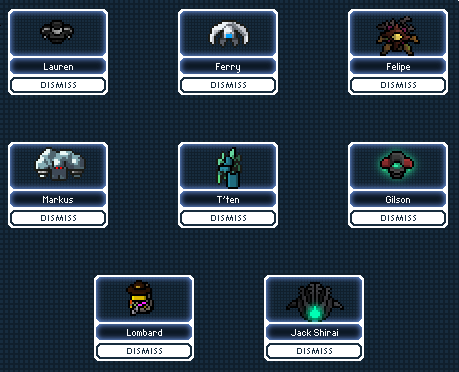 Lauren
Ferry
Felipe
DISMISS
DISMISS
DISMISS
Markus
T'ten
Gilson
DISMISS
DISMISS
DISMISS
Lombard
Jack Shirai
DISMISS
DISMISS